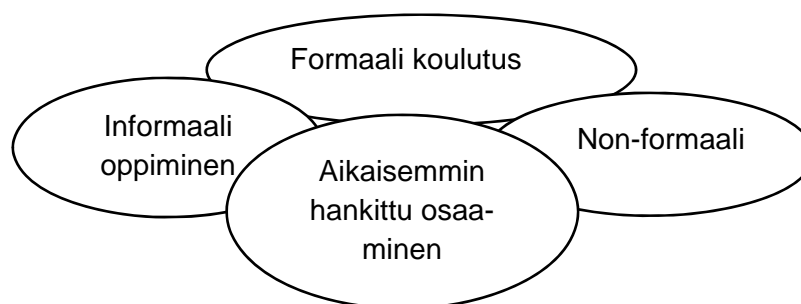 Formaali koulutus
Informaali
oppiminen
Non-formaali
Aikaisemmin
hankittu osaa-
minen